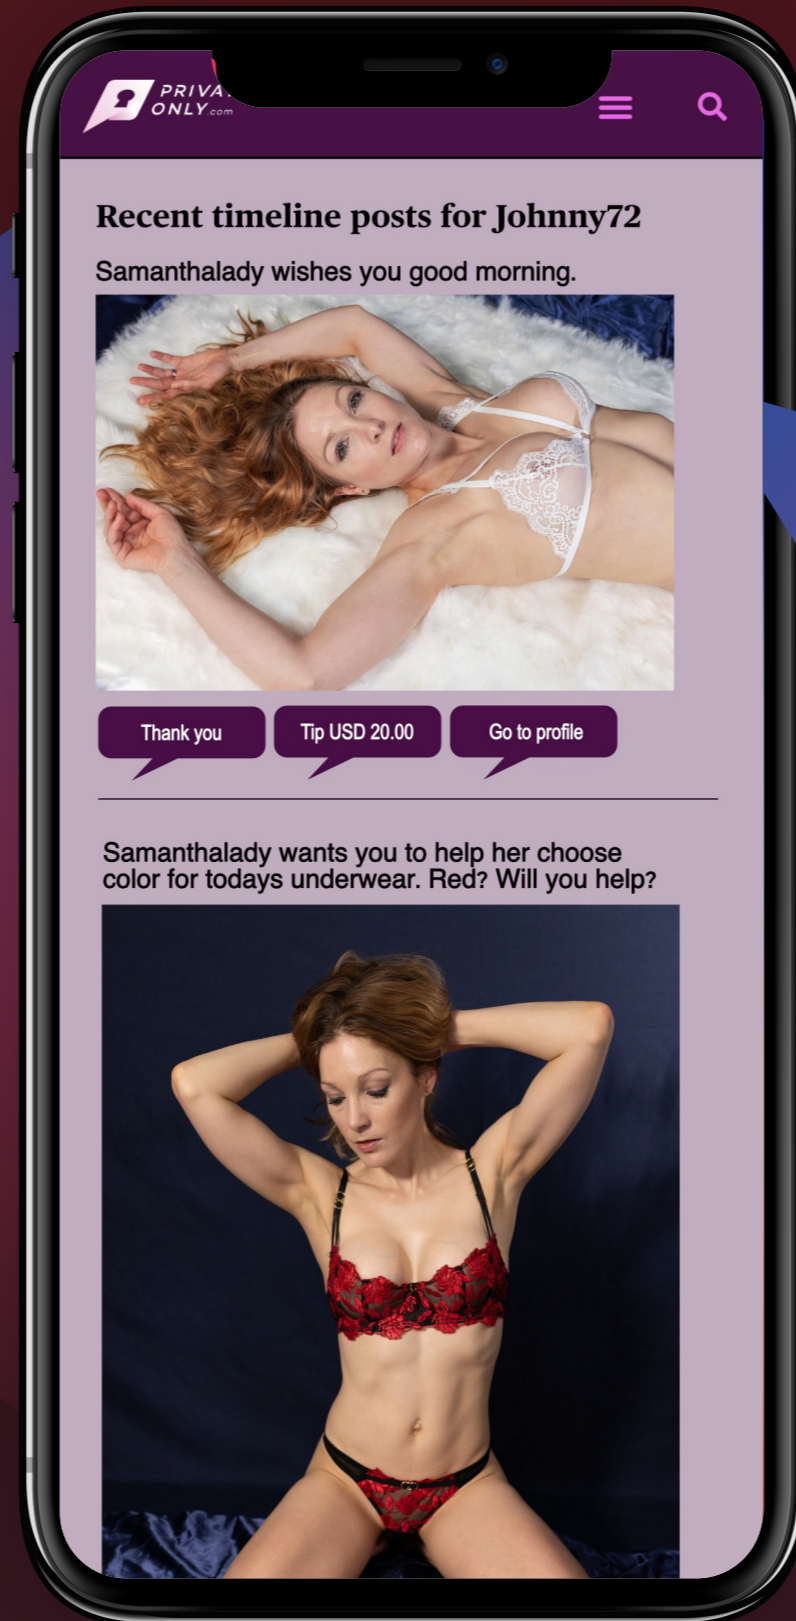 ONLY.com
Recent timeline posts for Johnny72
Samanthalady wishes you good morning.
Thank you
Tip USD 20.00
Go to profile
Samanthalady wants you to help her choose
color for todays underwear. Red? Will you help?